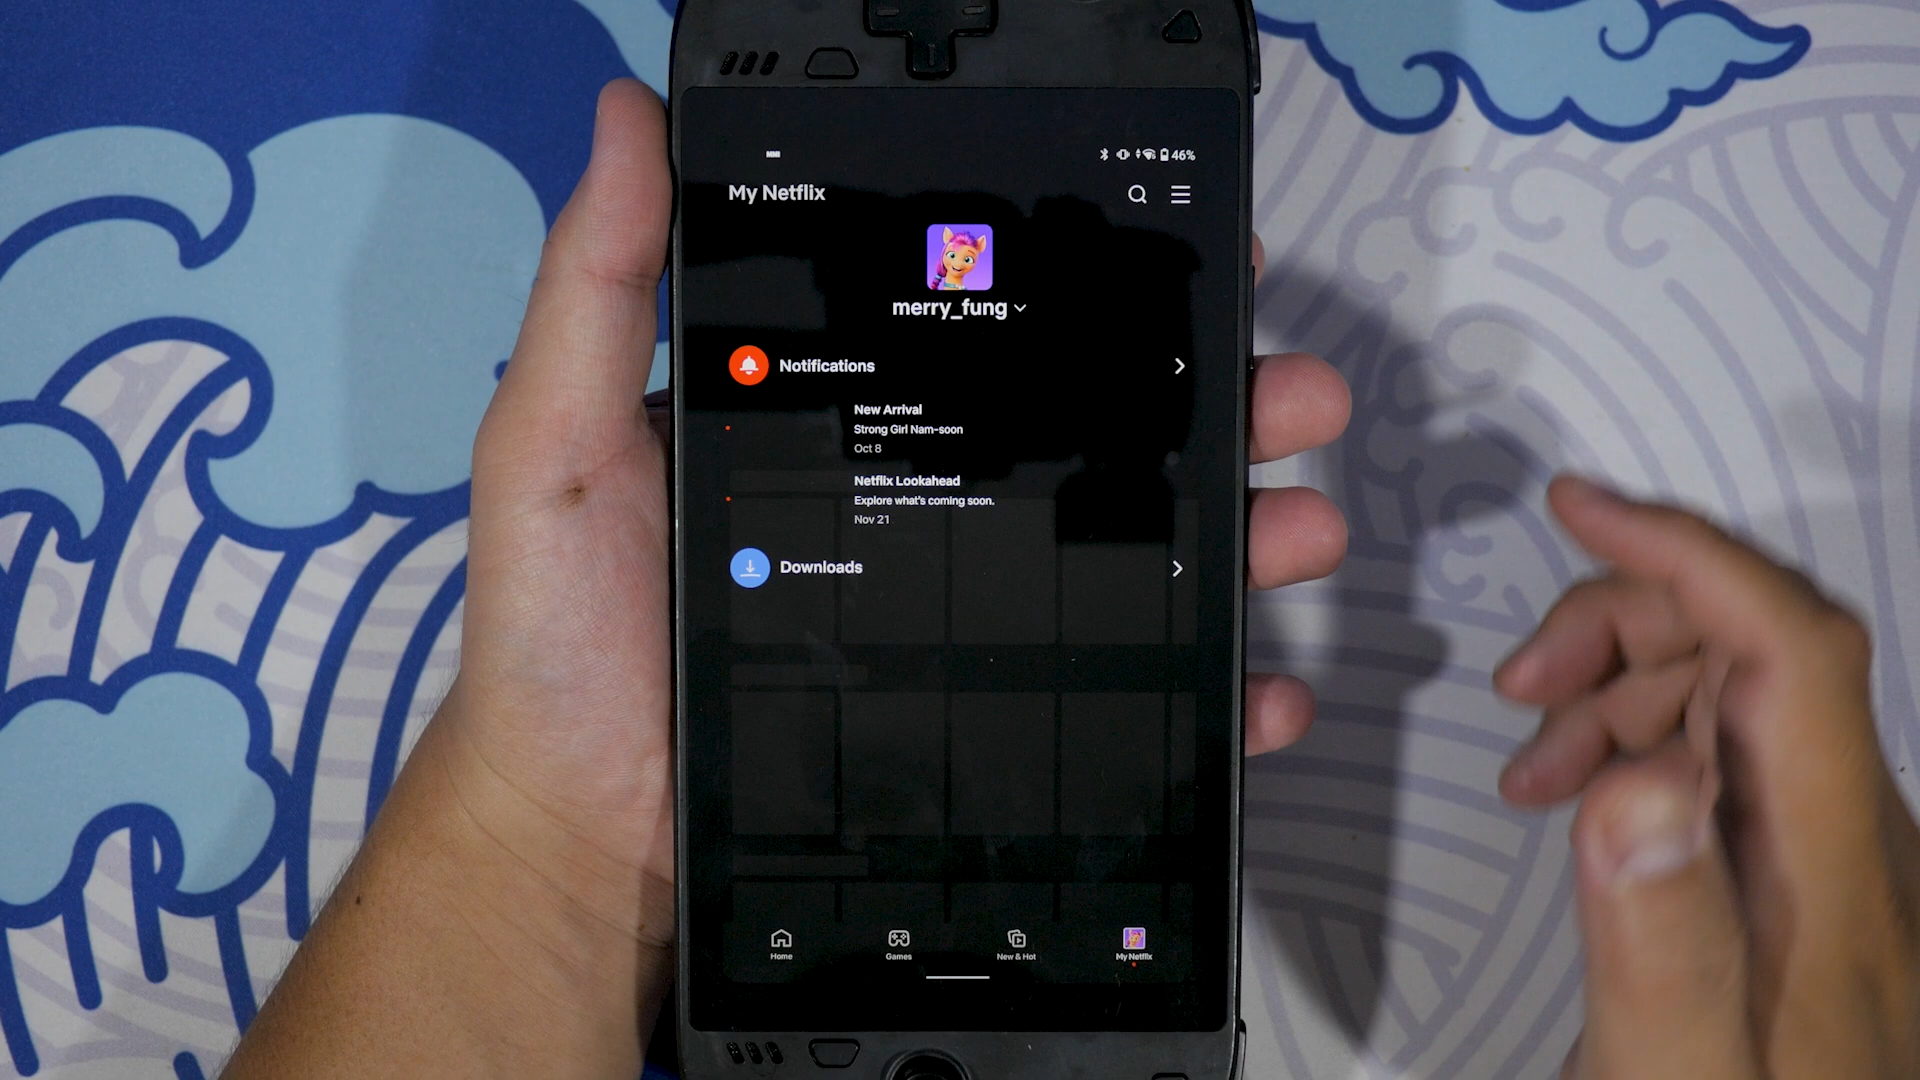 46%
My Netflix
merry_fung
Notifications
New Arrival
Strong Girl Nam-soon
Oct 8
Netflix Lookahead
Explore what's coming soon.
Nov 21
Downloads
Home
Games
New & Hot
My Netflix